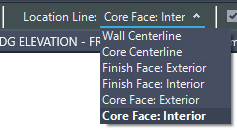 Location Line: Core Face: Inter
DG ELEVATION - FR
Wall Centerline
Core Centerline
Finish Face: Exterior
Finish Face: Interior
Core Face: Exterior
Core Face: Interior